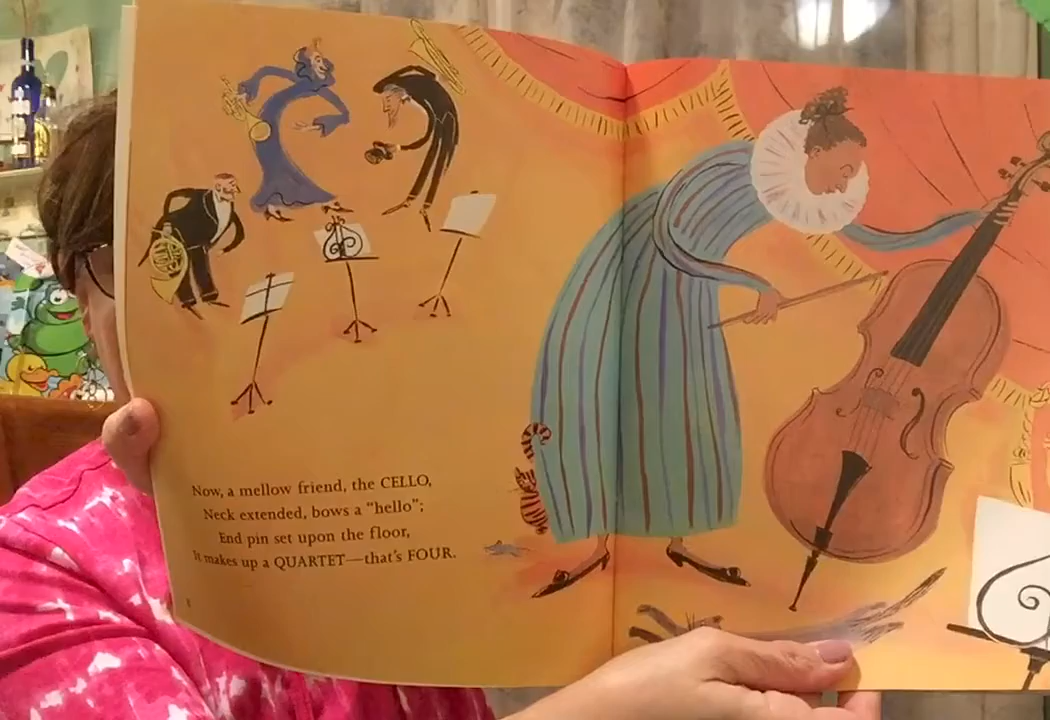 Now, a mellow friend, the CELLO,
Neck extended, bows a “hello”;
End pin set upon the floor,
It makes up a QUARTET—that's FOUR.